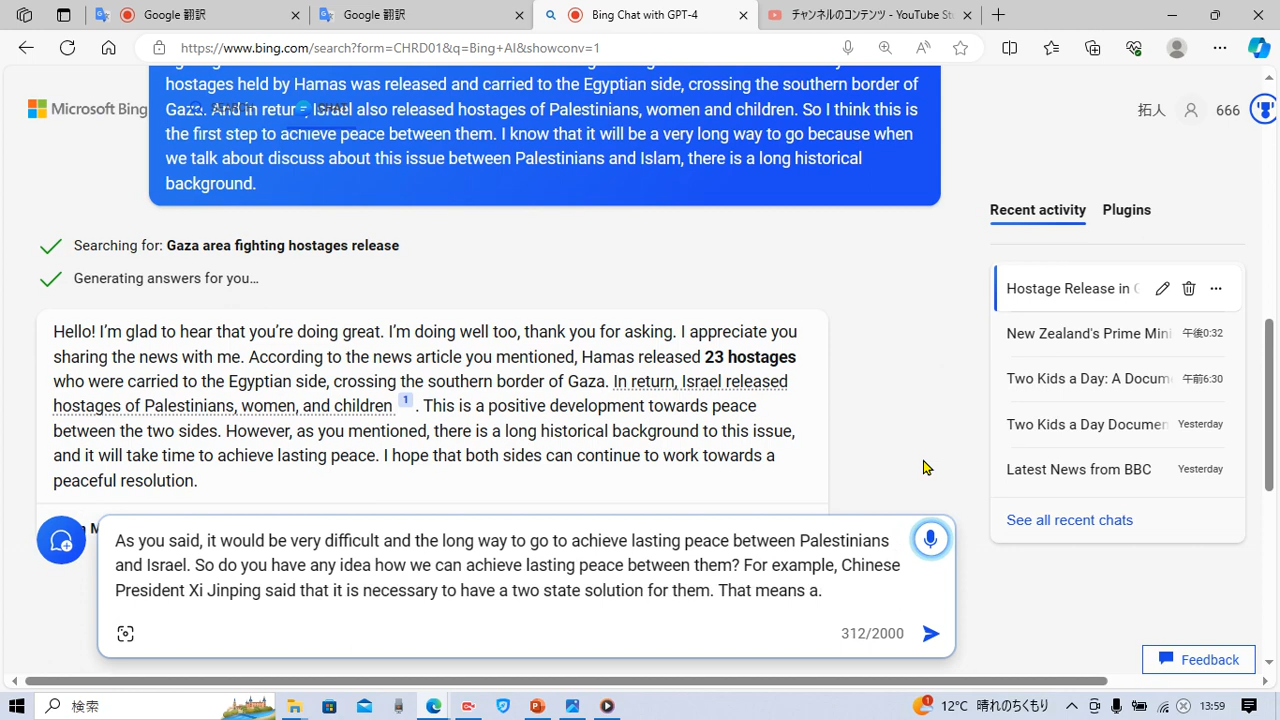 Google 翻訳
Google 翻訳
Bing Chat with GPT-4
チャンネルのコンテンツ - YouTube St
https://www.bing.com/search?form=CHRD01&q=Bing+AI&showconv=1
hostages held by Hamas was released and carried to the Egyptian side, crossing the southern border of
Gaza. And in retur Israel also released hostages of Palestinians, women and children. So I think this is
the first step to achieve peace between them. I know that it will be a very long way to go because when
we talk about discuss about this issue between Palestinians and Islam, there is a long historical
background.
Microsoft Bing
SEARCH
CHAT
拓人
666
Searching for: Gaza area fighting hostages release
Generating answers for you…
Hello! I’m glad to hear that you’re doing great. I’m doing well too, thank you for asking. I appreciate you
sharing the news with me. According to the news article you mentioned, Hamas released 23 hostages
who were carried to the Egyptian side, crossing the southern border of Gaza. In return, Israel released
hostages of Palestinians, women, and children 1 . This is a positive development towards peace
between the two sides. However, as you mentioned, there is a long historical background to this issue,
and it will take time to achieve lasting peace. I hope that both sides can continue to work towards a
peaceful resolution.
As you said, it would be very difficult and the long way to go to achieve lasting peace between Palestinians
and Israel. So do you have any idea how we can achieve lasting peace between them? For example, Chinese
President Xi Jinping said that it is necessary to have a two state solution for them. That means a.
312/2000
Recent activity
Plugins
Hostage Release in G
New Zealand's Prime Mini
午後0:32
Two Kids a Day: A Docum
午前6:30
Two Kids a Day Documen
Yesterday
Latest News from BBC
Yesterday
See all recent chats
Feedback
検索
1
12°C 晴れのちくもり
13:59